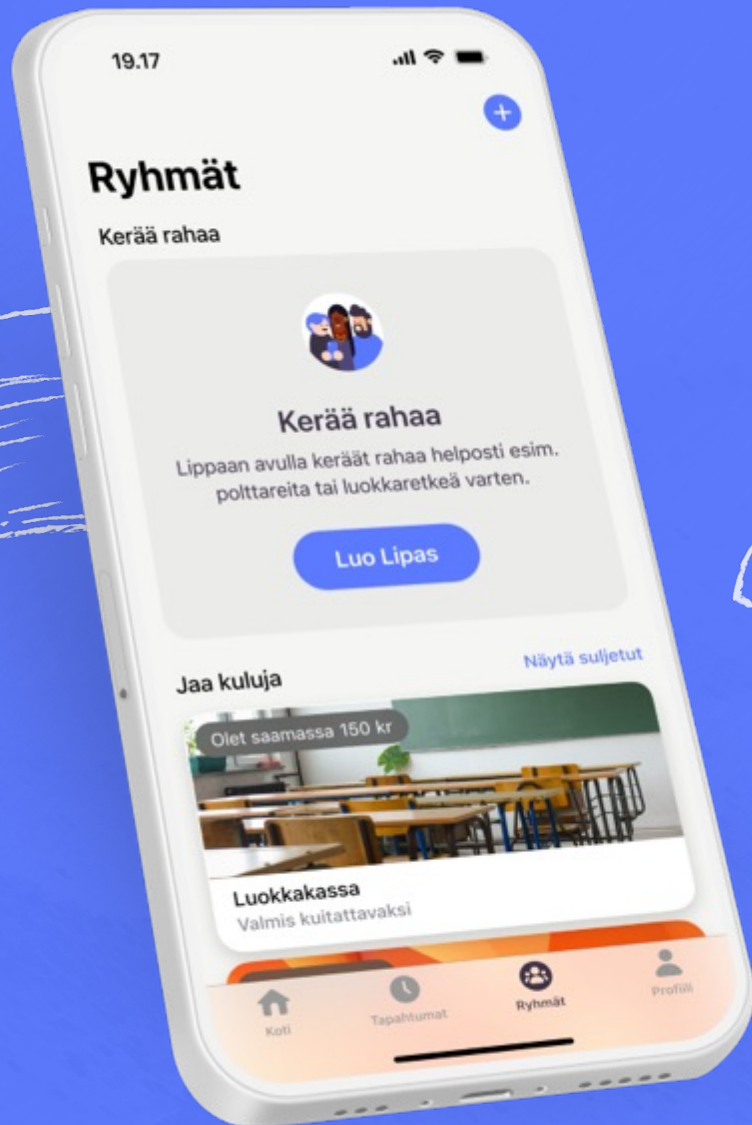 19.17
Ryhmät
Kerää rahaa
Kerää rahaa
Lippaan avulla keräät rahaa helposti esim.
polttareita tai luokkaretkeä varten.
Luo Lipas
Jaa kuluja
Näytä suljetut
Olet saamassa 150 kr
Luokkakassa
Valmis kuitattavaksi
Koti
Tapahtumat
Ryhmät
Profiili